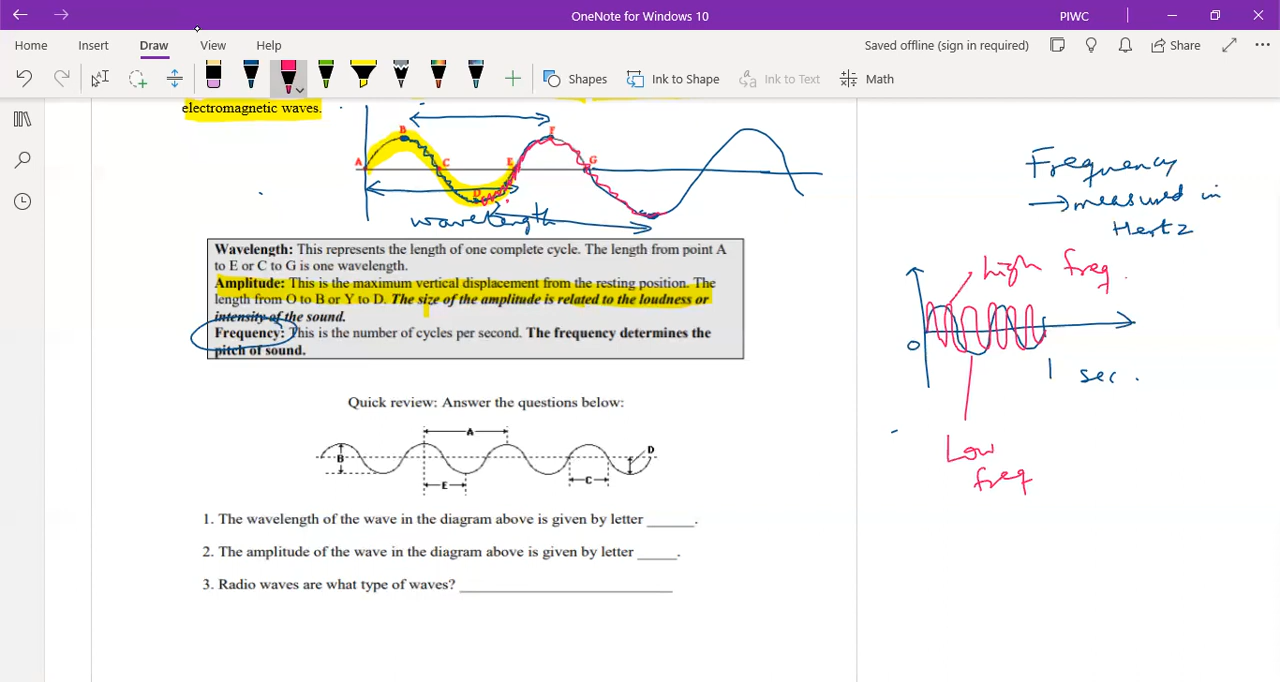 OneNote for Windows 10
PIWC
Home Insert Draw View Help
Saved offline (sign in required)
Share
Shapes
Ink to Shape
Ink to Text
Math
electromagnetic waves.
A B C D E F G
wavelength
Wavelength: This represents the length of one complete cycle. The length from point A
to E or C to G is one wavelength.
Amplitude: This is the maximum vertical displacement from the resting position. The
length from O to B or Y to D. The size of the amplitude is related to the loudness or
intensity of the sound.
Frequency: This is the number of cycles per second. The frequency determines the
pitch of sound.
Quick review: Answer the questions below:
A
B
D
E
C
1. The wavelength of the wave in the diagram above is given by letter ______.
2. The amplitude of the wave in the diagram above is given by letter _____.
3. Radio waves are what type of waves? ___________________________
Frequency
→ measured in
Hertz
high freq.
0
1 sec.
Low
freq